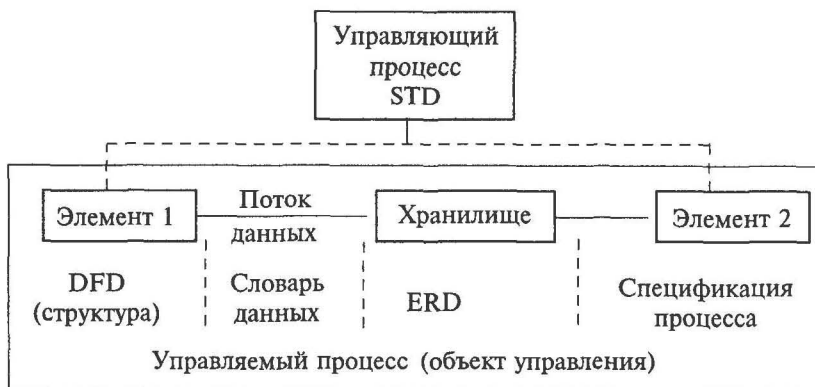 Управляющий
процесс
STD
Элемент 1
Поток
данных
Хранилище
Элемент 2
DFD
(структура)
Словарь
данных
ERD
Спецификация
процесса
Управляемый процесс (объект управления)